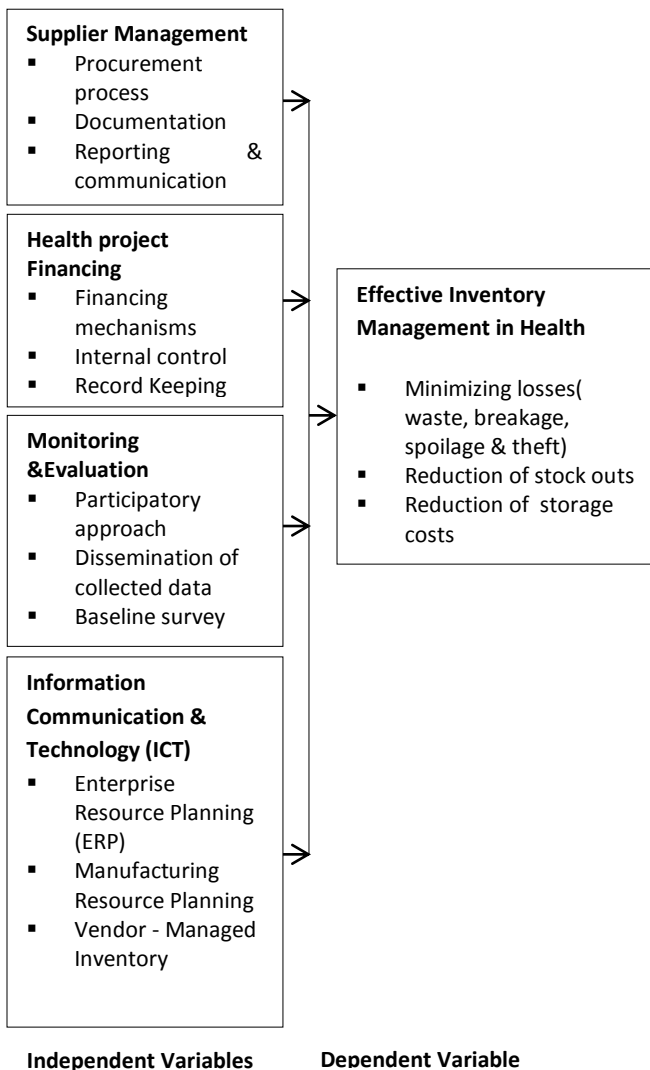 Supplier Management
▪ Procurement
process
▪ Documentation
▪ Reporting &
communication
Health project
Financing
▪ Financing
mechanisms
▪ Internal control
▪ Record Keeping
Monitoring
&Evaluation
▪ Participatory
approach
▪ Dissemination of
collected data
▪ Baseline survey
Information
Communication &
Technology (ICT)
▪ Enterprise
Resource Planning
(ERP)
▪ Manufacturing
Resource Planning
▪ Vendor - Managed
Inventory
Effective Inventory
Management in Health
▪ Minimizing losses(
waste, breakage,
spoilage & theft)
▪ Reduction of stock outs
▪ Reduction of storage
costs
Independent Variables
Dependent Variable